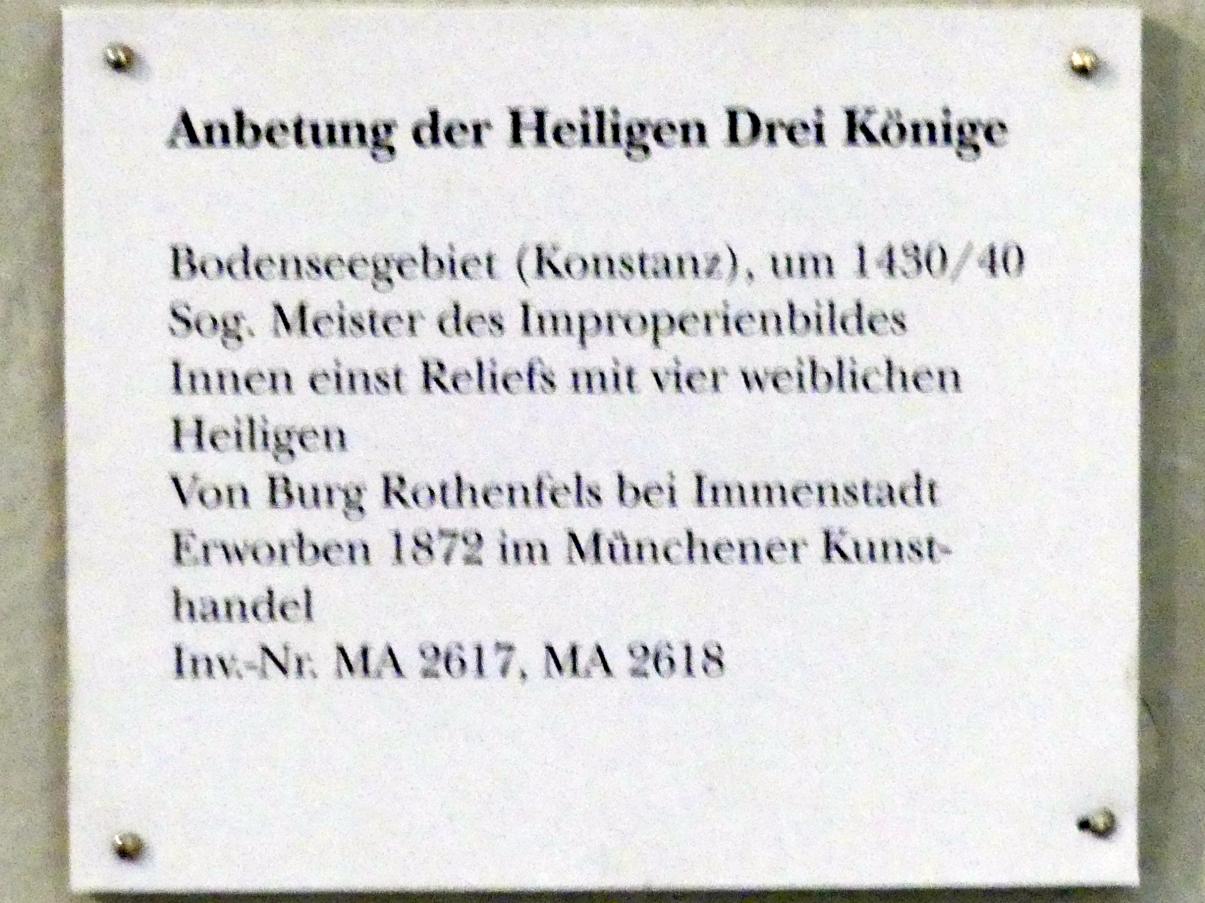 Anbetung der Heiligen Drei Könige
Bodenseegebiet (Konstanz), um 1430/40
Sog. Meister des Improperienbildes
Innen einst Reliefs mit vier weiblichen
Heiligen
Von Burg Rothenfels bei Immenstadt
Erworben 1872 im Münchener Kunst-
handel
Inv.-Nr. MA 2617, MA 2618